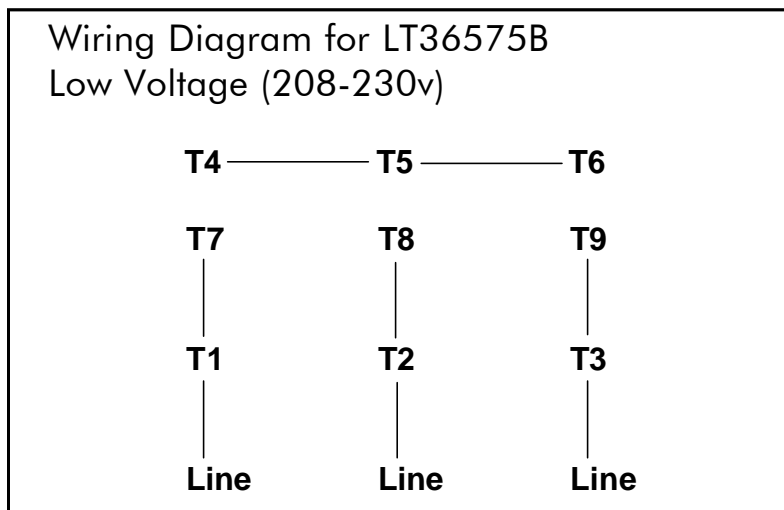 Wiring Diagram for LT36575B
Low Voltage (208-230v)
T4 T5 T6
T7 T8 T9
T1 T2 T3
Line Line Line